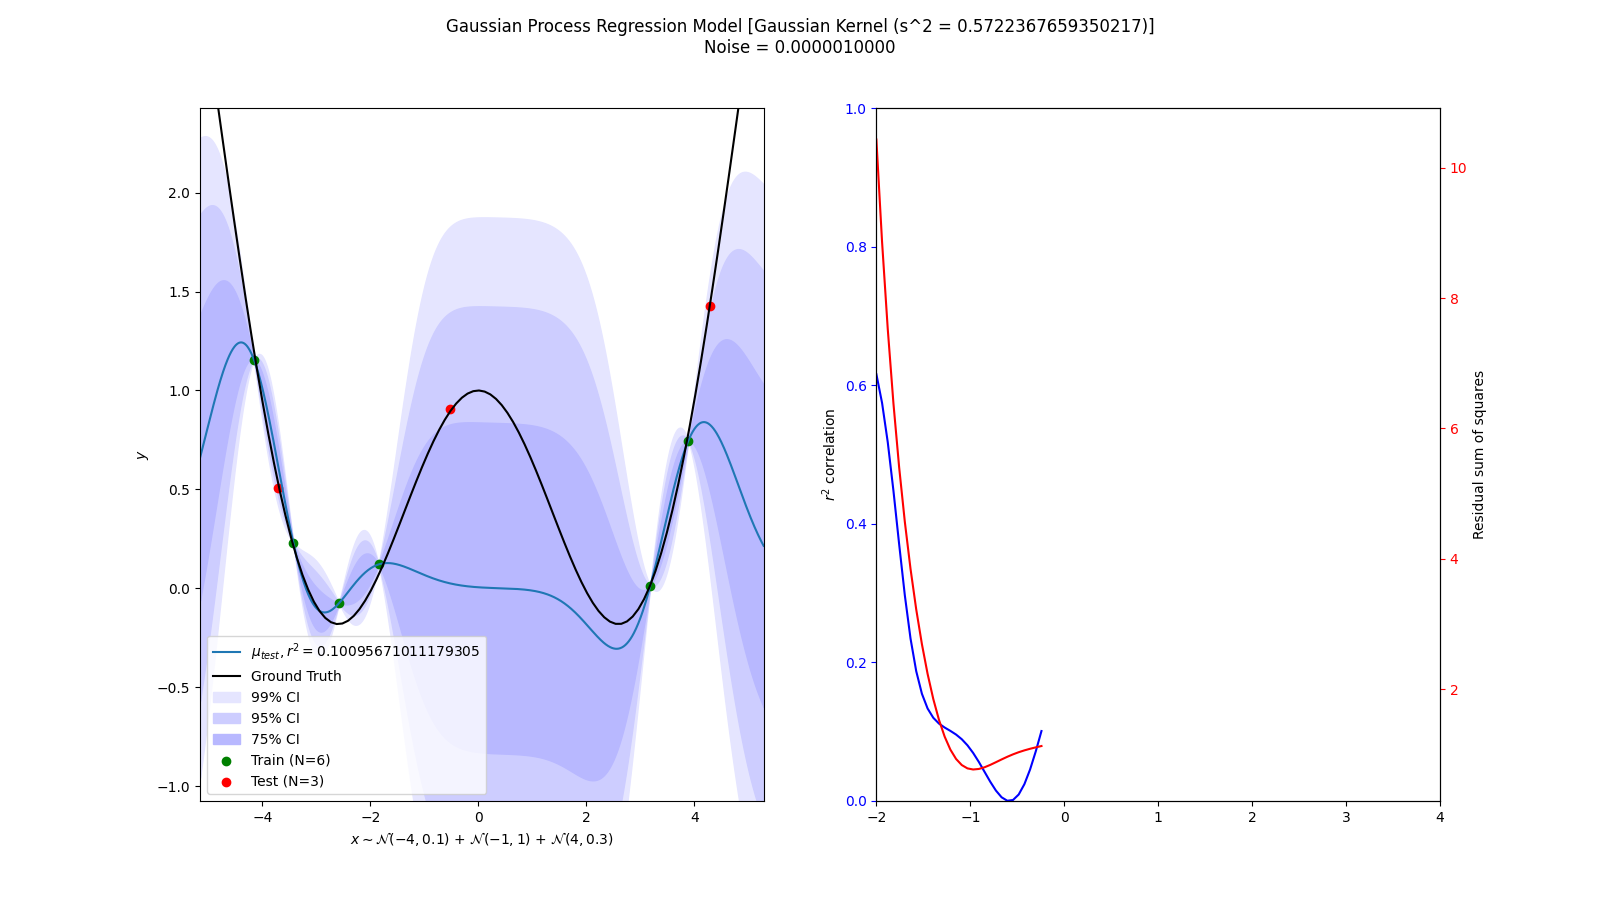 Gaussian Process Regression Model [Gaussian Kernel (s^2 = 0.5722367659350217)]
Noise = 0.0000010000
2.0
1.5
1.0
0.5
0.0
−0.5
−1.0
y
μ_test, r² = 0.10095671011179305
Ground Truth
99% CI
95% CI
75% CI
Train (N=6)
Test (N=3)
−4 −2 0 2 4
x ~ 𝒩(−4, 0.1) + 𝒩(−1, 1) + 𝒩(4, 0.3)
1.0
0.8
0.6
0.4
0.2
0.0
r² correlation
−2 −1 0 1 2 3 4
10
8
6
4
2
Residual sum of squares